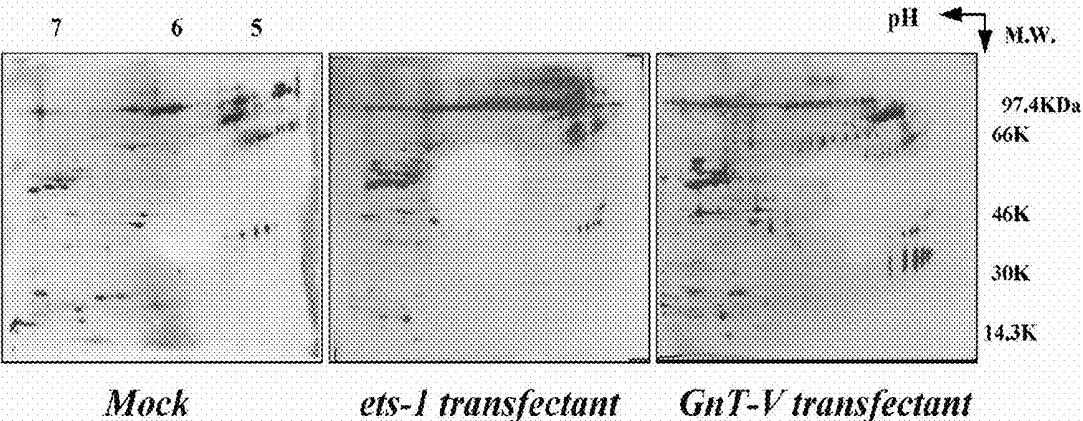 7 6 5 pH M.W.
97.4KDa
66K
46K
30K
14.3K
Mock ets-1 transfectant GnT-V transfectant